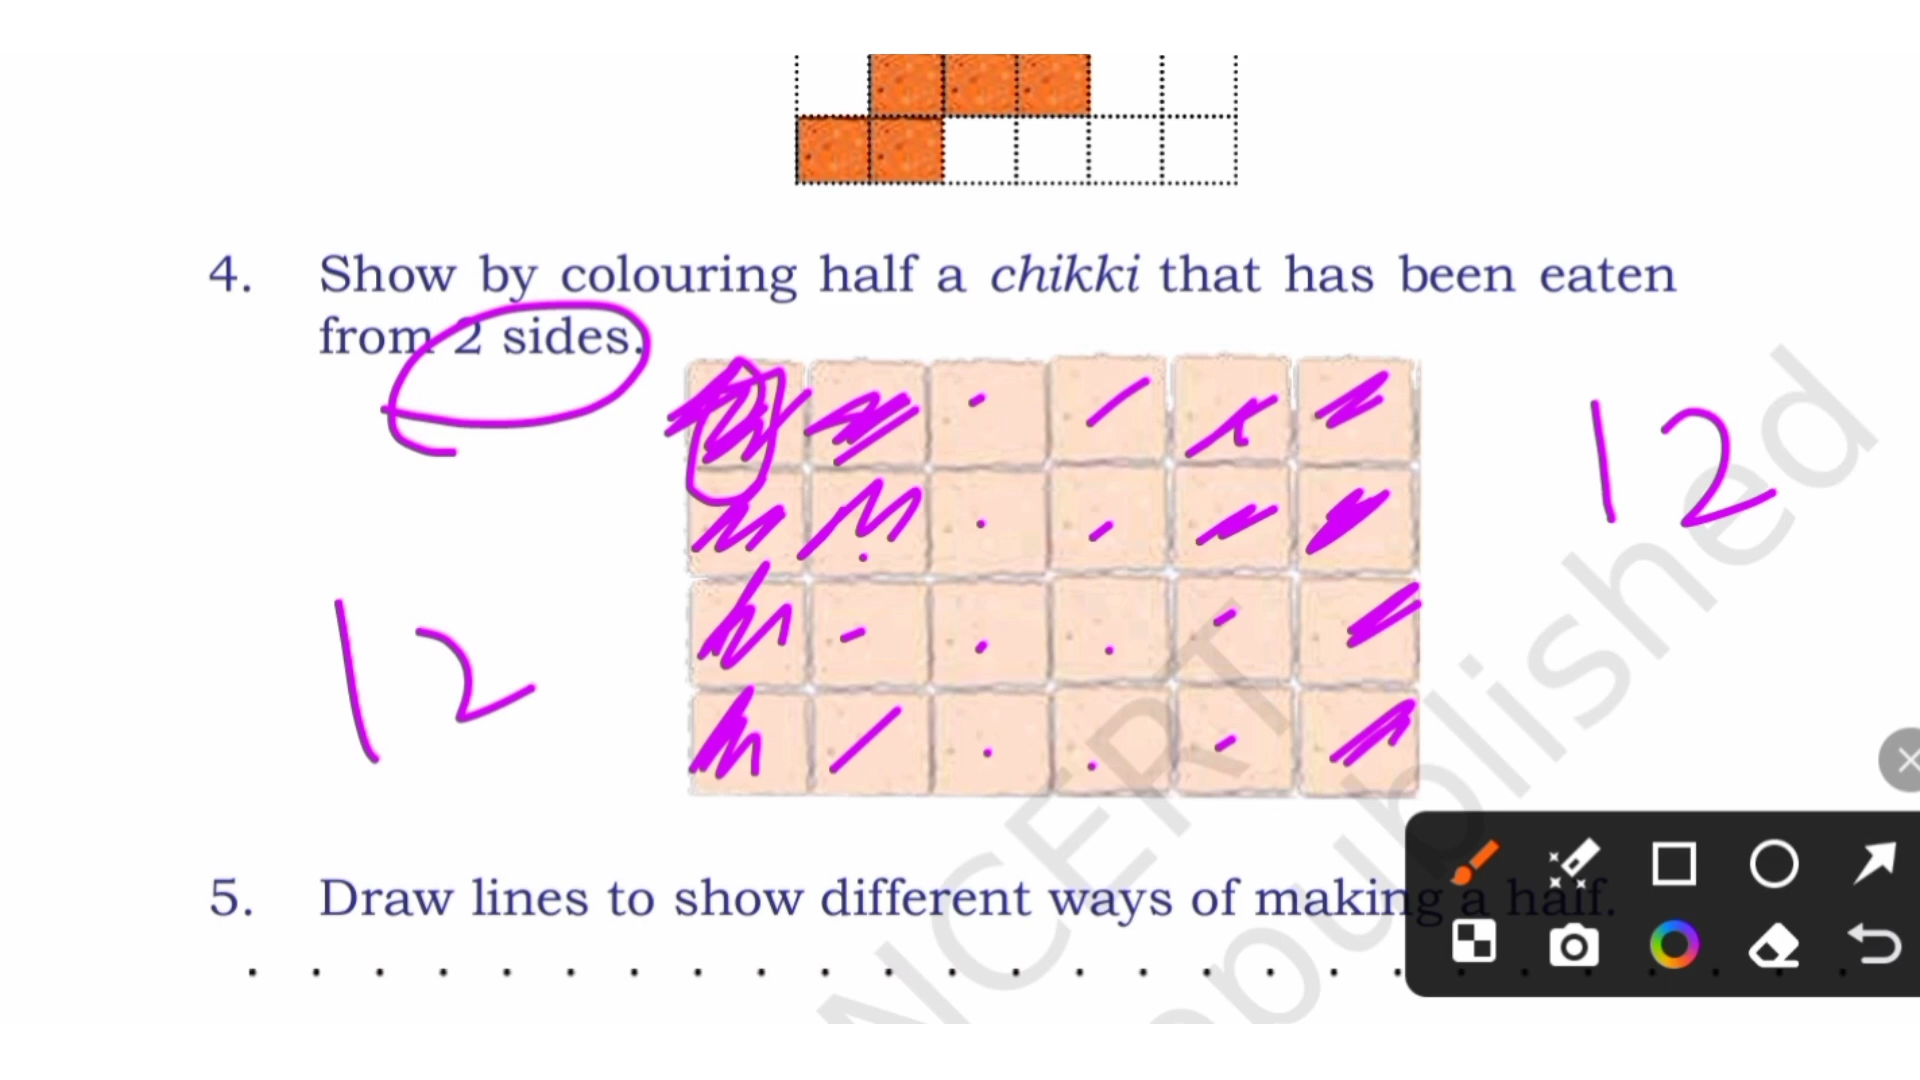 4. Show by colouring half a chikki that has been eaten
from 2 sides.
12
12
5. Draw lines to show different ways of making a half.
NCERT
published